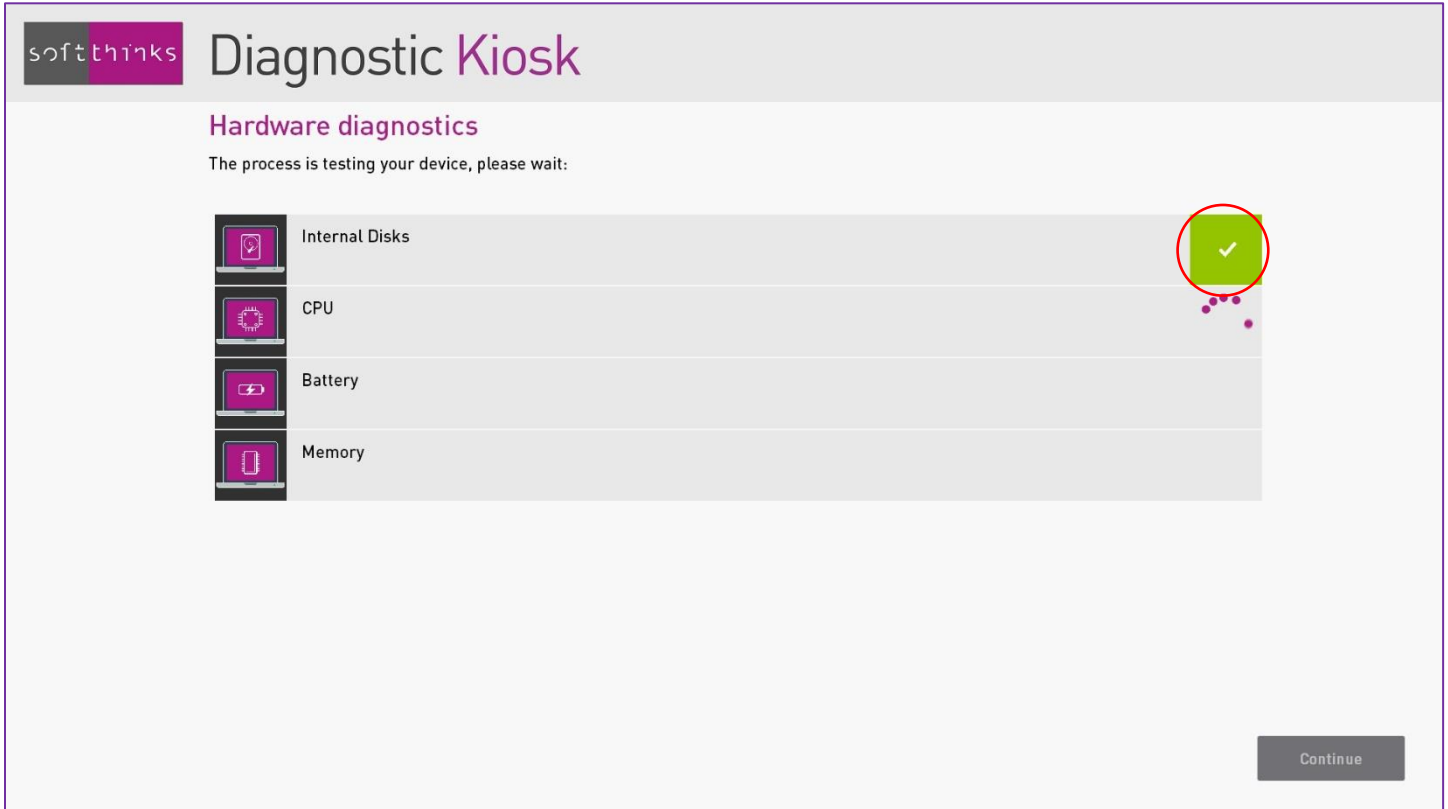 softthinks
Diagnostic Kiosk
Hardware diagnostics
The process is testing your device, please wait:
Internal Disks
CPU
Battery
Memory
Continue